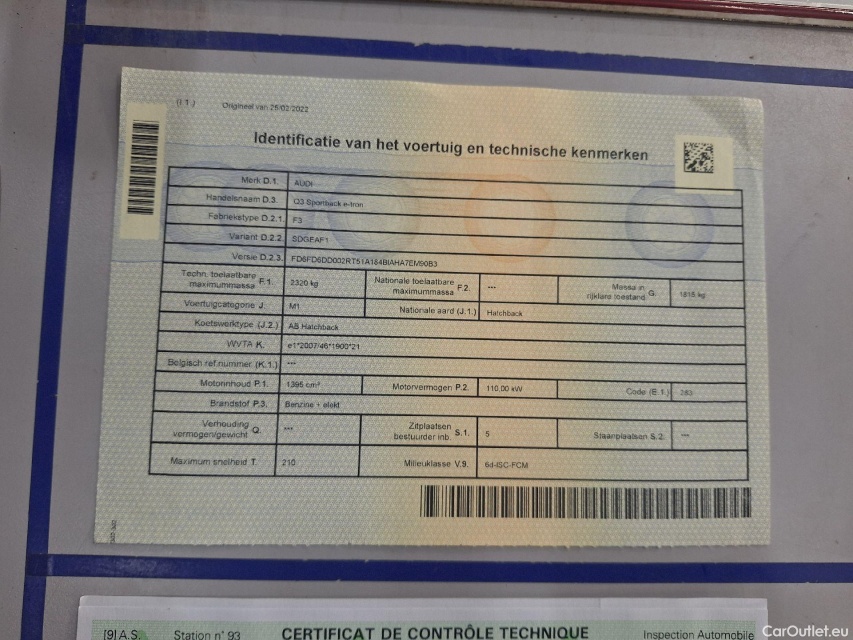 (I 1.) Origineel van 25/02/2022
Identificatie van het voertuig en technische kenmerken
Merk D.1. AUDI
Handelsnaam D.3. Q3 Sportback e-tron
Fabriekstype D.2.1. F3
Variant D.2.2. SDGEAF1
Versie D.2.3. FD6FD6DD002RT51A184BIAHA7EM90B3
Techn. toelaatbare maximummassa F.1. 2320 kg Nationale toelaatbare maximummassa F.2. --- Massa in rijklare toestand G. 1815 kg
Voertuigcategorie J. M1 Nationale aard (J.1.) Hatchback
Koetswerktype (J.2.) AB Hatchback
WVTA K. e1*2007/46*1900*21
Belgisch ref.nummer (K.1.) ---
Motorinhoud P.1. 1395 cm³ Motorvermogen P.2. 110,00 kW Code (E.1.) 283
Brandstof P.3. Benzine + elekt
Verhouding vermogen/gewicht Q. *** Zitplaatsen bestuurder inb. S.1. 5 Staanplaatsen S.2. ---
Maximum snelheid T. 210 Milieuklasse V.9. 6d-ISC-FCM
[9] A.S. Station n° 93 CERTIFICAT DE CONTRÔLE TECHNIQUE Inspection Automobile
CarOutlet.eu